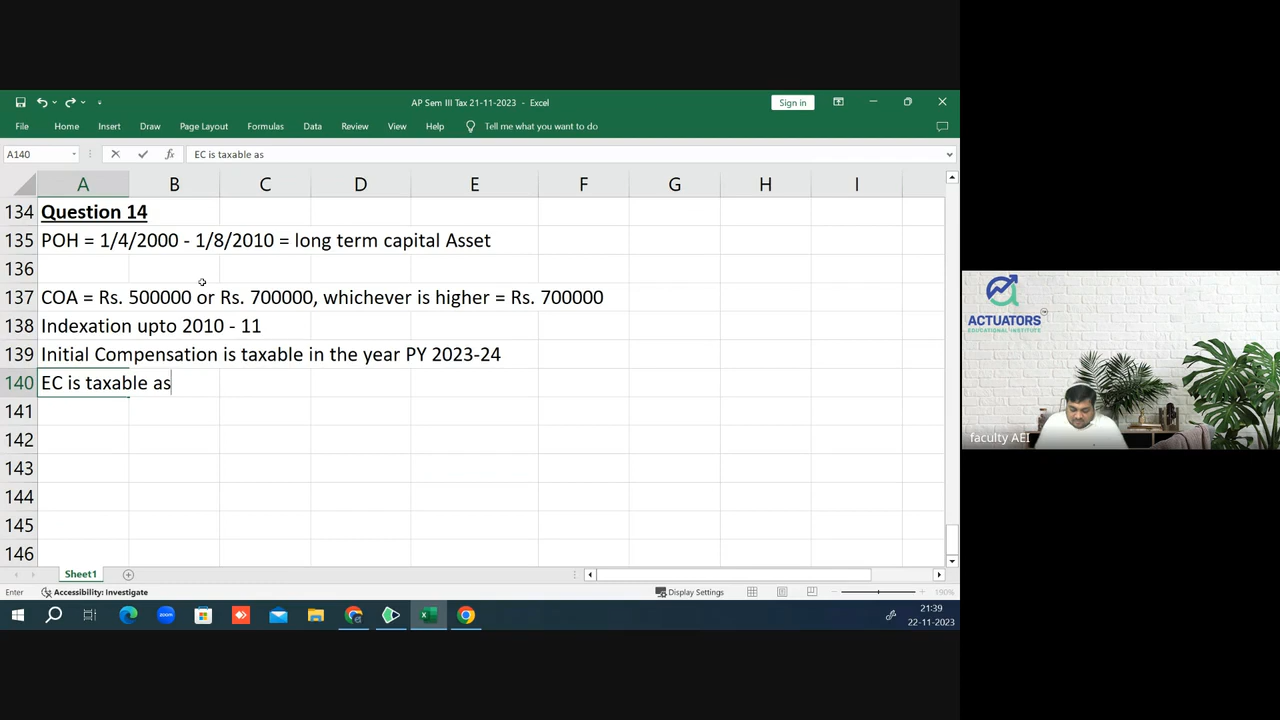 AP Sem III Tax 21-11-2023 - Excel
Sign in
File Home Insert Draw Page Layout Formulas Data Review View Help Tell me what you want to do
A140 fx EC is taxable as
A B C D E F G H I
134 Question 14
135 POH = 1/4/2000 - 1/8/2010 = long term capital Asset
136
137 COA = Rs. 500000 or Rs. 700000, whichever is higher = Rs. 700000
138 Indexation upto 2010 - 11
139 Initial Compensation is taxable in the year PY 2023-24
140 EC is taxable as
141
142
143
144
145
146
ACTUATORS
EDUCATIONAL INSTITUTE
faculty AEI
Sheet1
Enter Accessibility: Investigate Display Settings 190%
zoom
21:39
22-11-2023